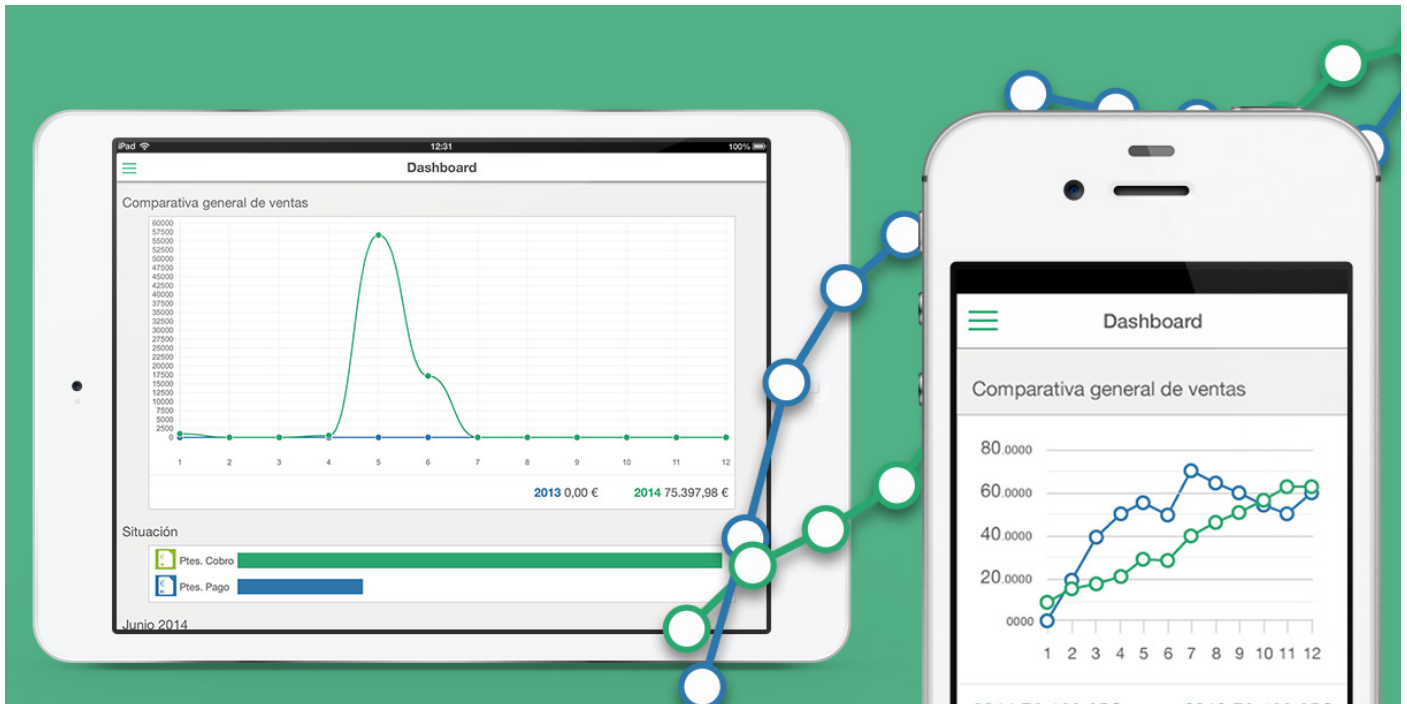 iPad 12:31 100%
Dashboard
Comparativa general de ventas
60000
57500
55000
52500
50000
47500
45000
42500
40000
37500
35000
32500
30000
27500
25000
22500
20000
17500
15000
12500
10000
7500
5000
2500
0
1 2 3 4 5 6 7 8 9 10 11 12
2013 0,00 € 2014 75.397,98 €
Situación
Ptes. Cobro
Ptes. Pago
Junio 2014
Dashboard
Comparativa general de ventas
80.0000
60.0000
40.0000
20.0000
0000
1 2 3 4 5 6 7 8 9 10 11 12